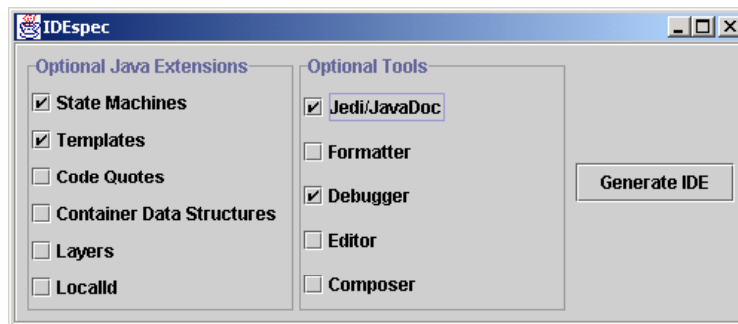 IDEspec
Optional Java Extensions
State Machines
Templates
Code Quotes
Container Data Structures
Layers
LocalId
Optional Tools
Jedi/JavaDoc
Formatter
Debugger
Editor
Composer
Generate IDE